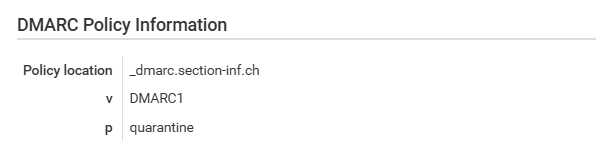 DMARC Policy Information
Policy location _dmarc.section-inf.ch
v DMARC1
p quarantine